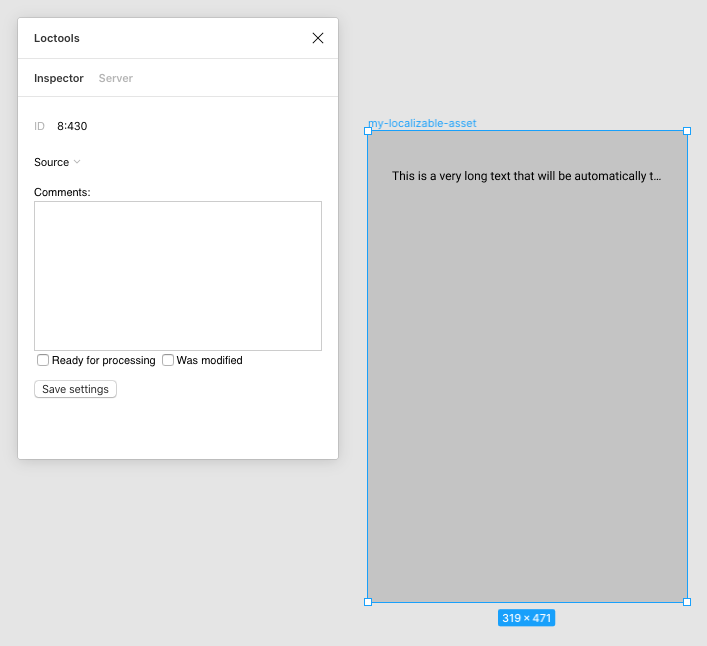 Loctools
Inspector Server
ID 8:430
Source
Comments:
Ready for processing Was modified
Save settings
my-localizable-asset
This is a very long text that will be automatically t...
319 × 471